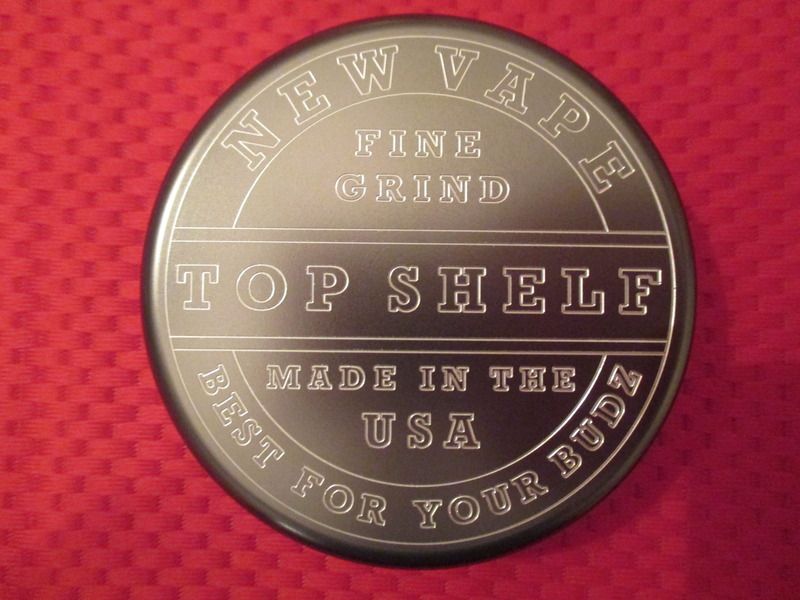 NEW VAPE
FINE
GRIND
TOP SHELF
MADE IN THE
USA
BEST FOR YOUR BUDZ